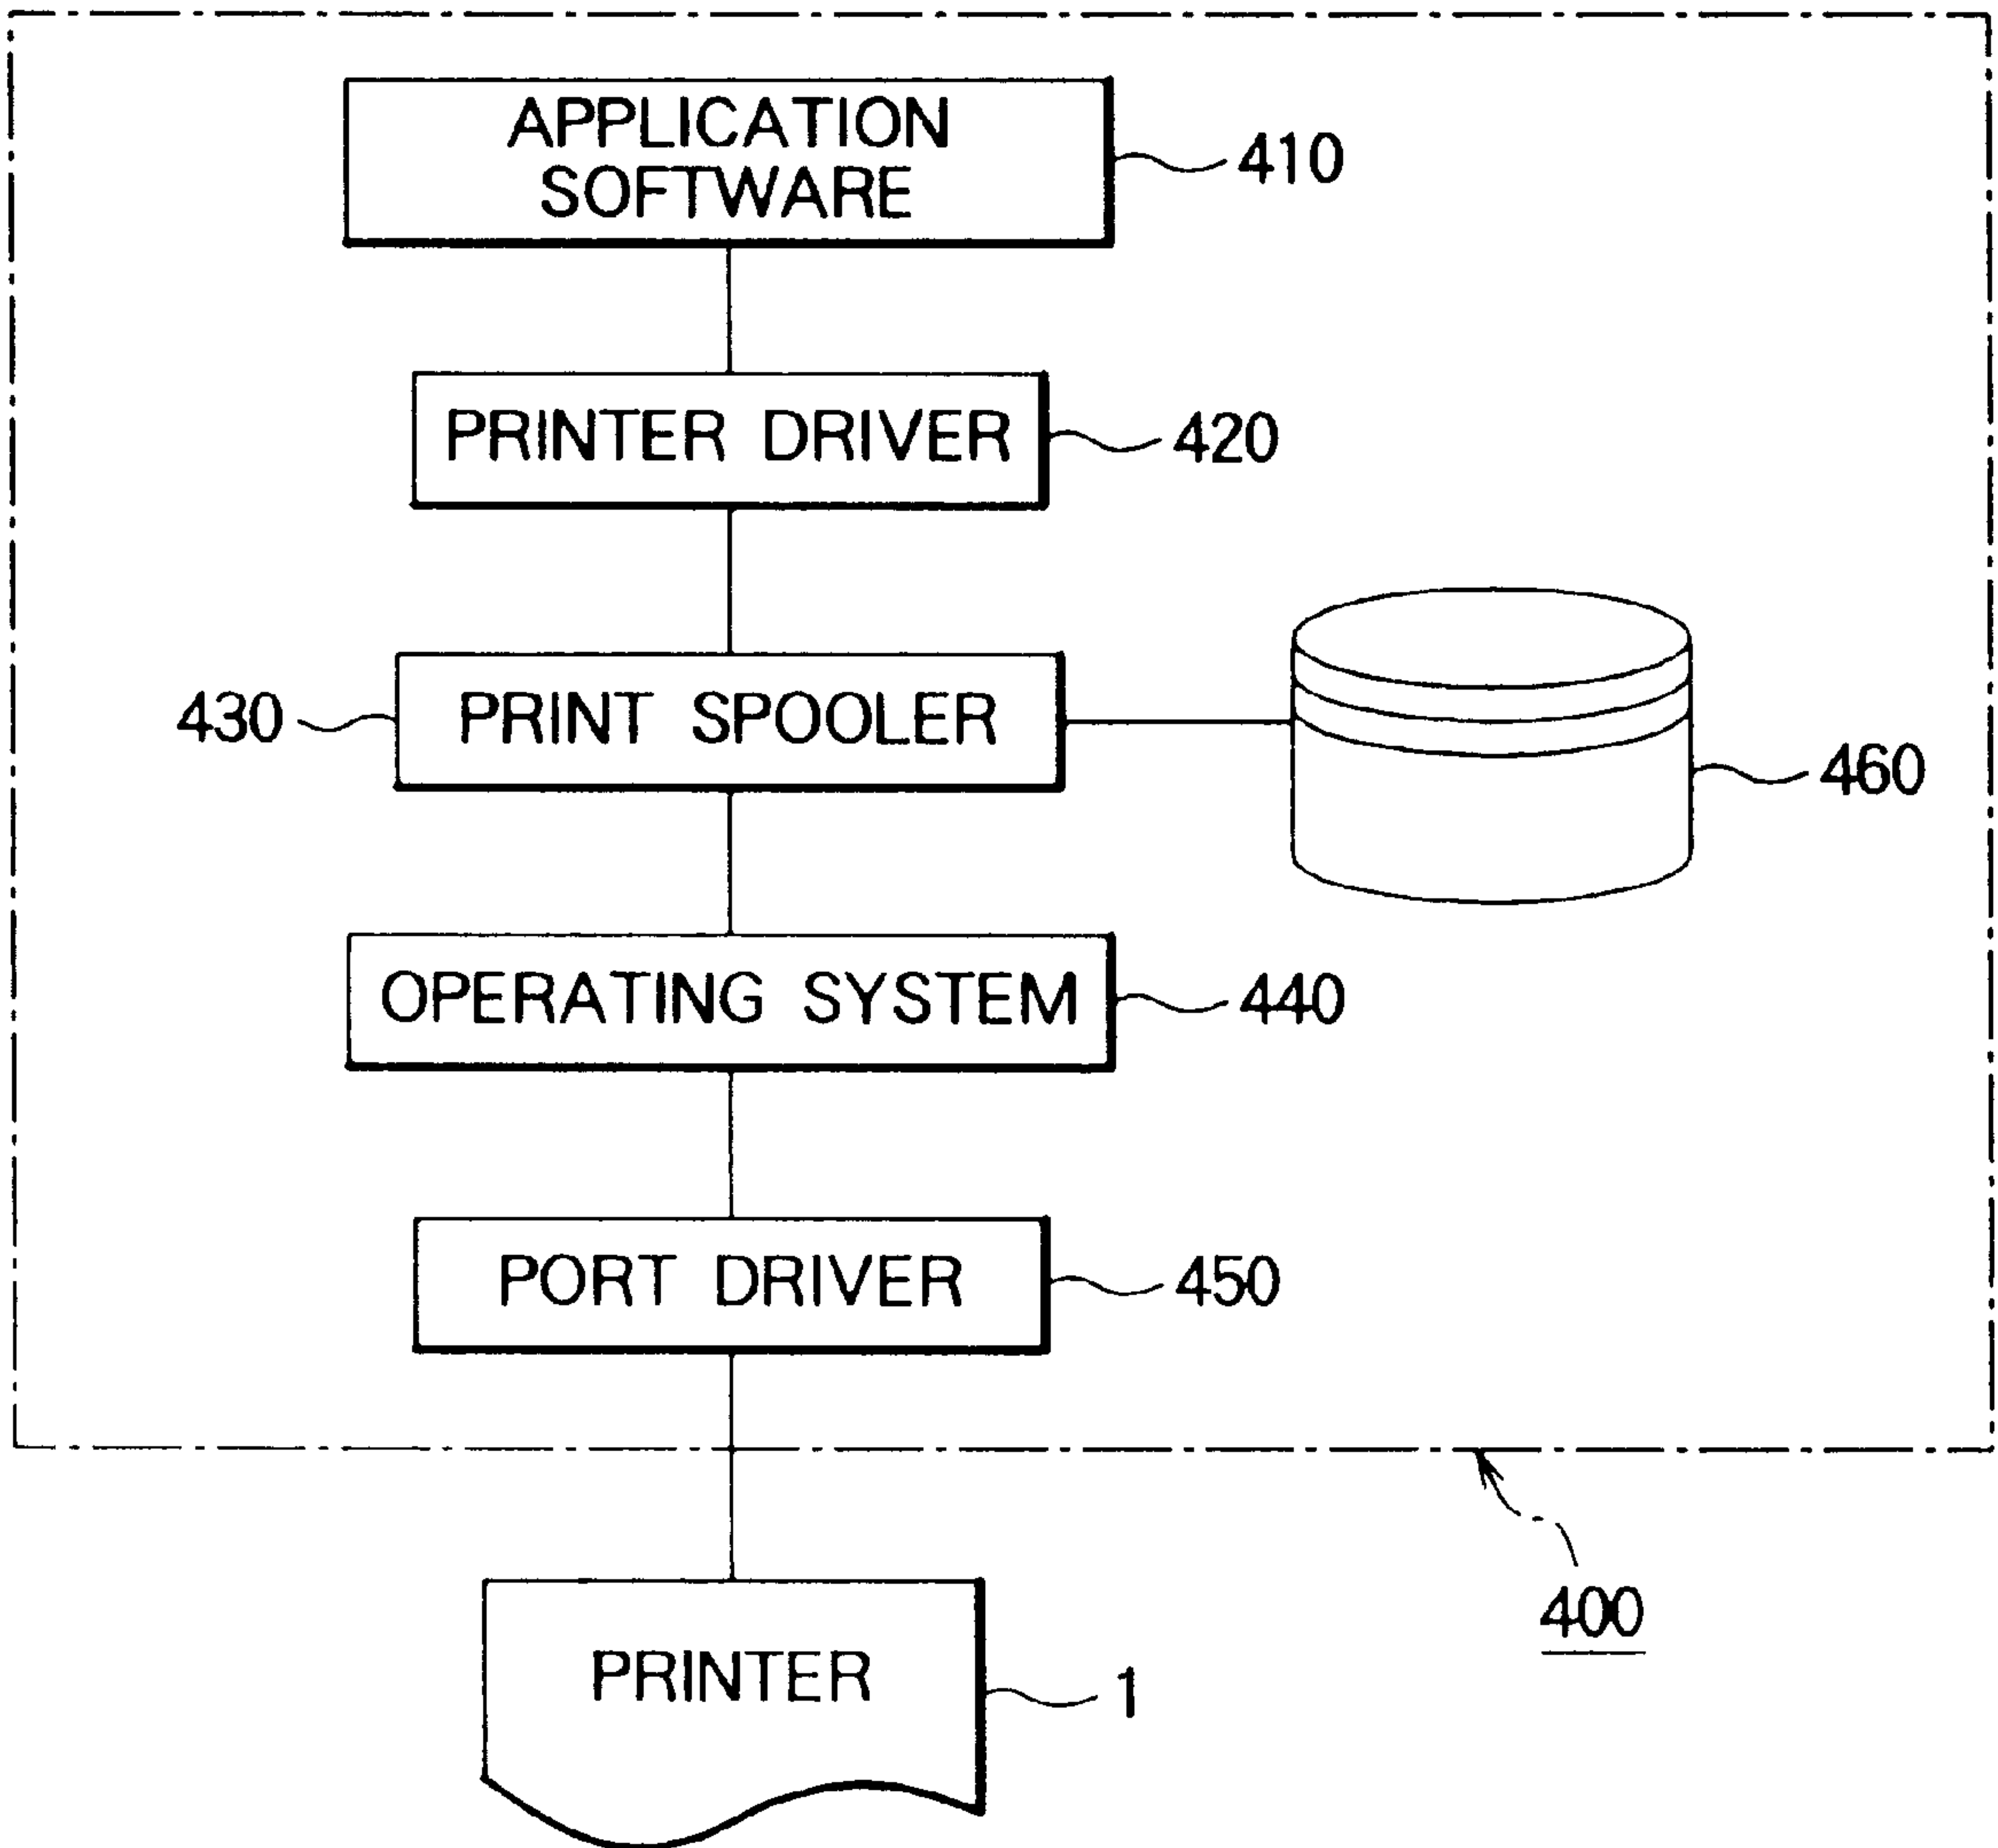 APPLICATION
SOFTWARE
410
PRINTER DRIVER
420
430
PRINT SPOOLER
460
OPERATING SYSTEM
440
PORT DRIVER
450
400
PRINTER
1